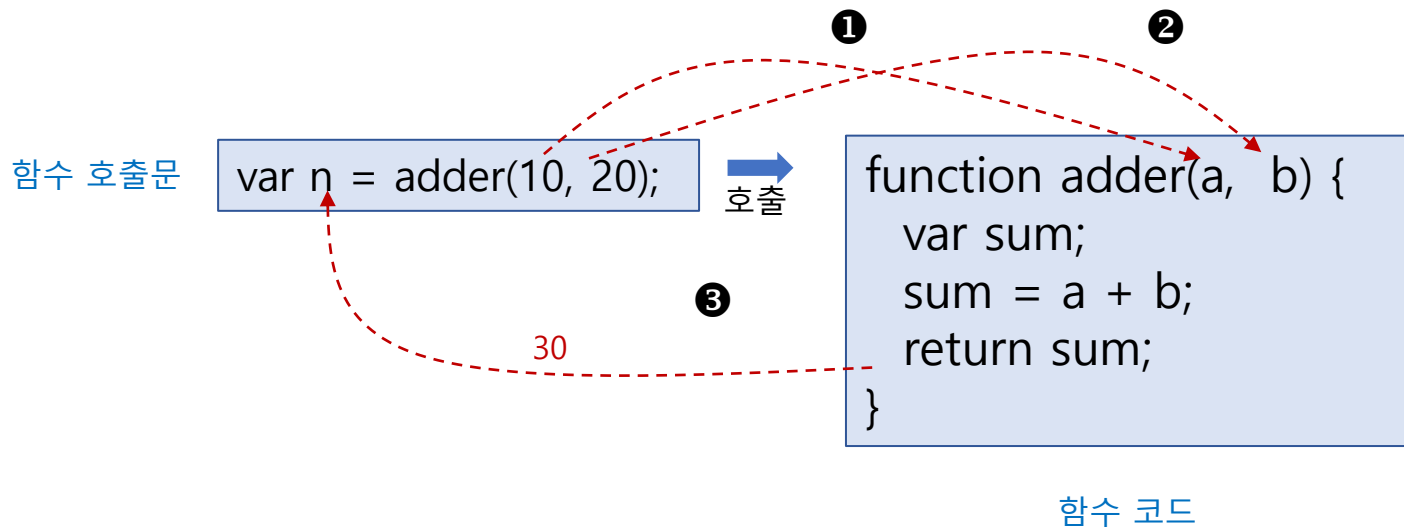 ❶
❷
함수 호출문
var n = adder(10, 20);
호출
function adder(a,  b) {
var sum;
sum = a + b;
return sum;
}
❸
30
함수 코드